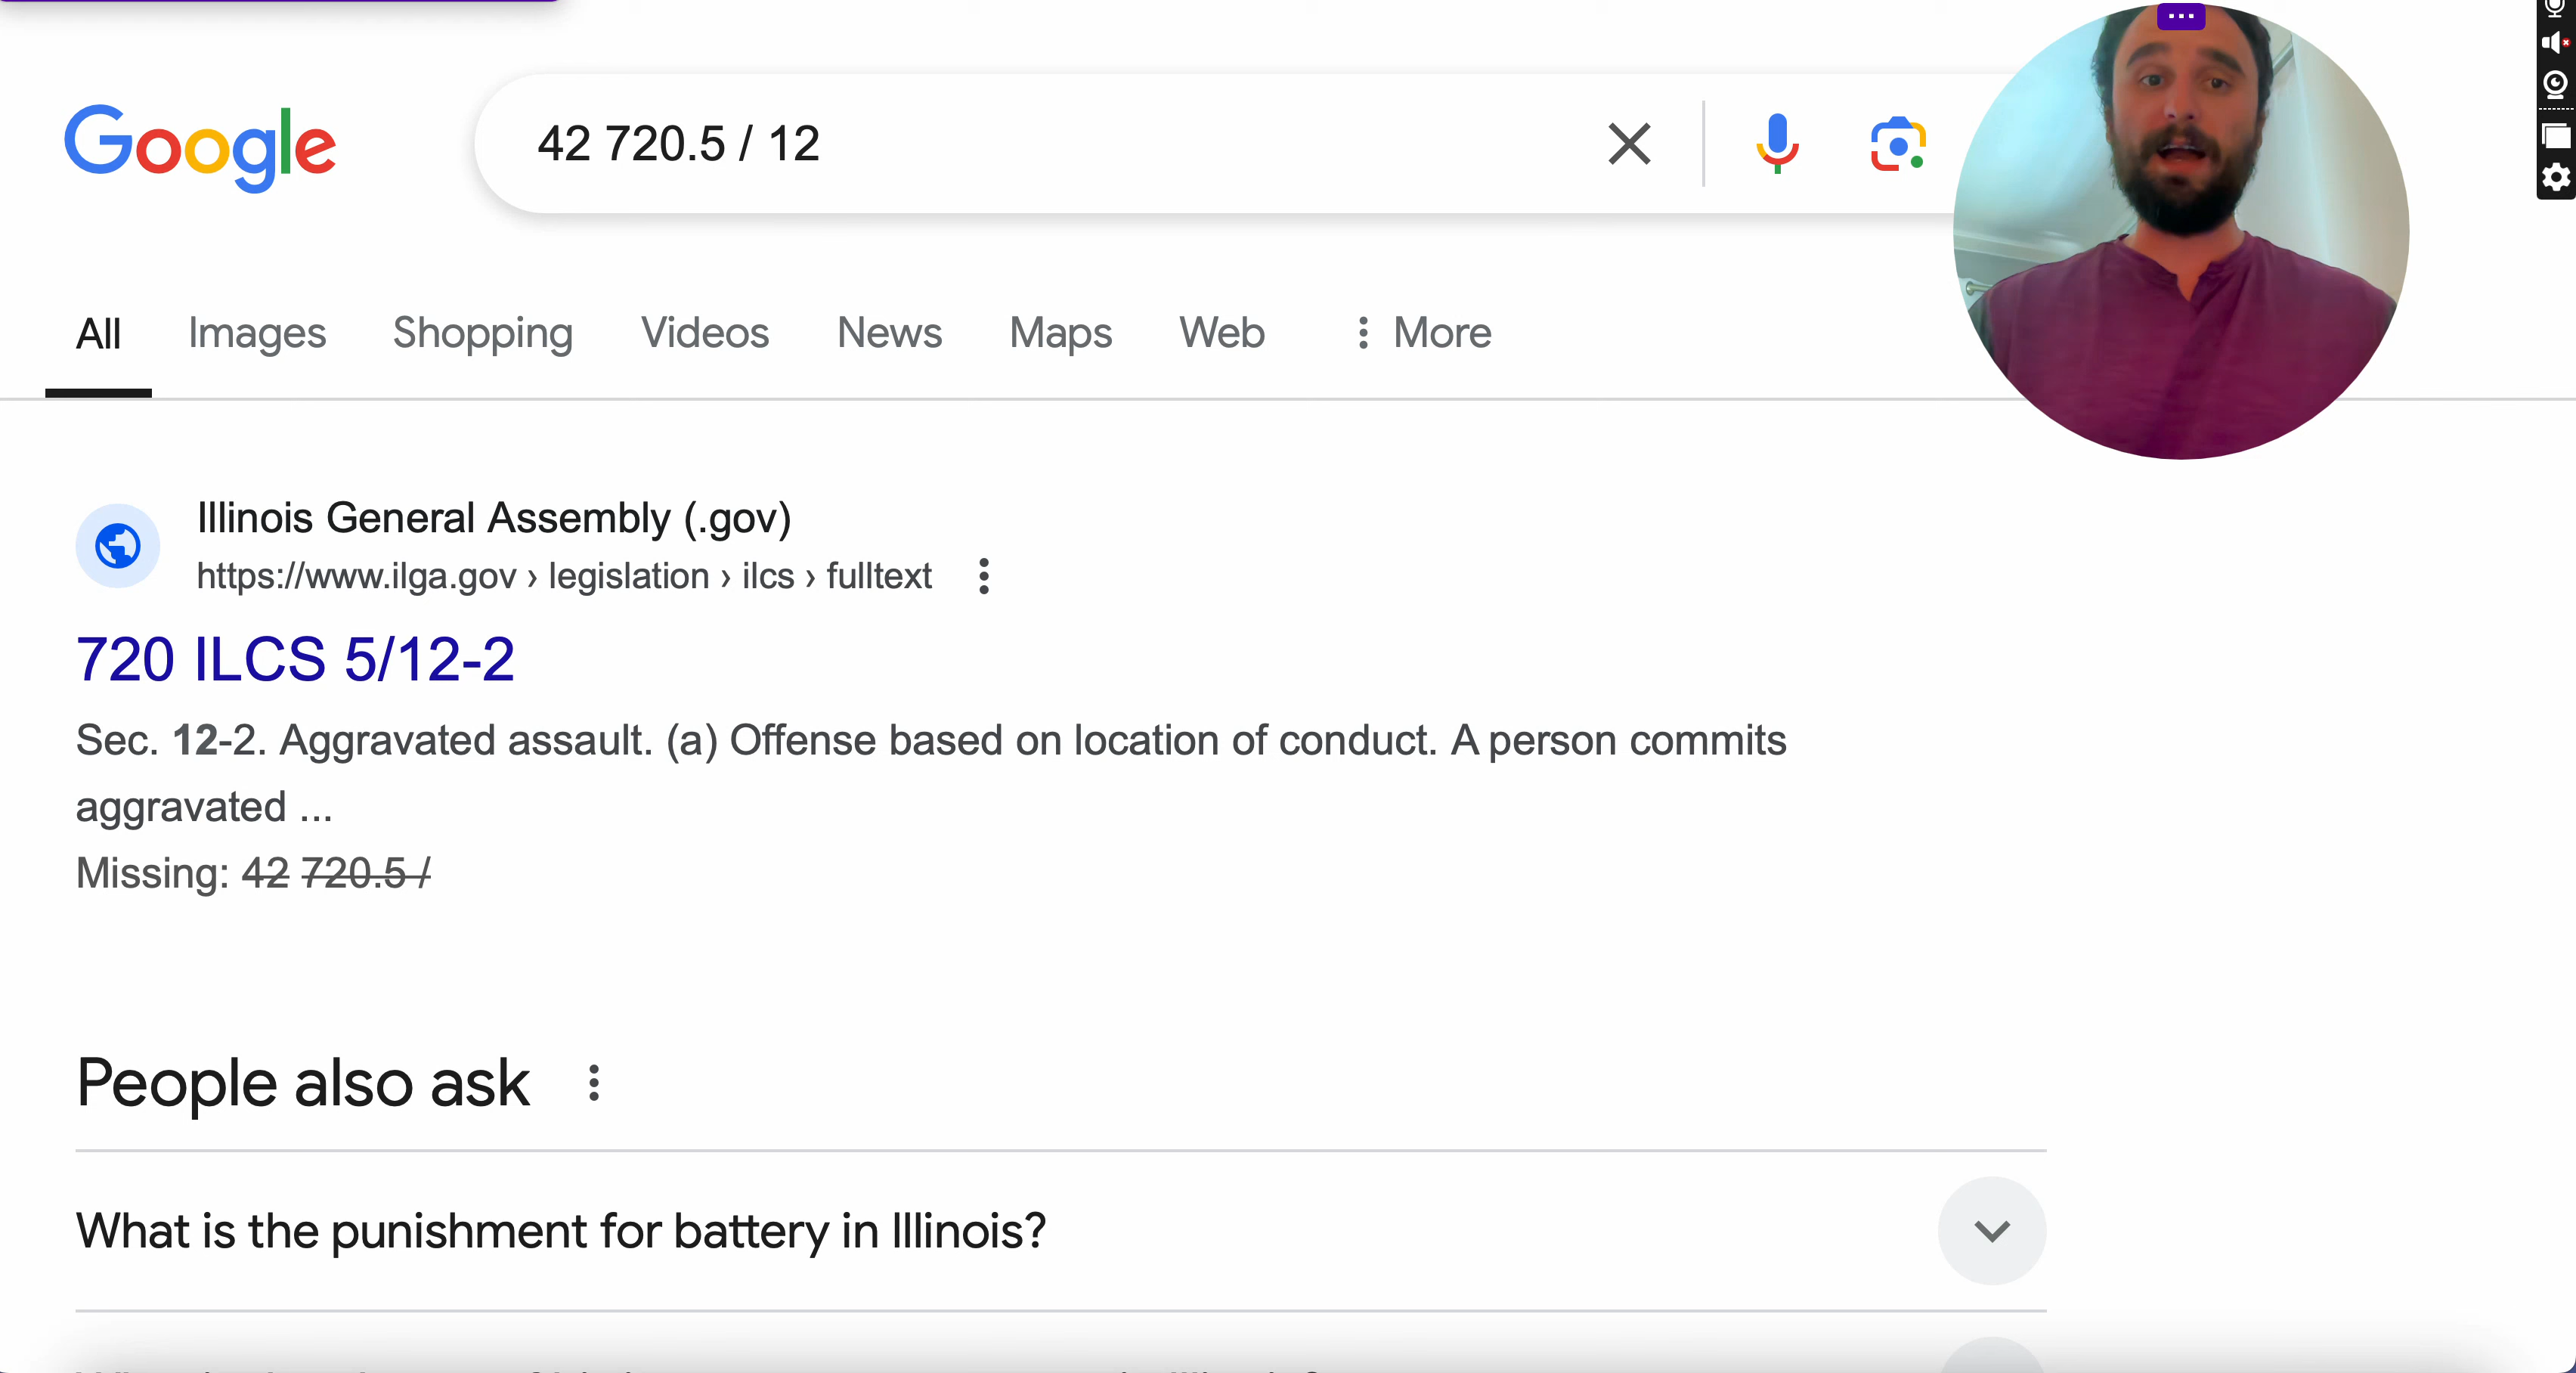 Google
42 720.5 / 12
All Images Shopping Videos News Maps Web More
Illinois General Assembly (.gov)
https://www.ilga.gov › legislation › ilcs › fulltext
720 ILCS 5/12-2
Sec. 12-2. Aggravated assault. (a) Offense based on location of conduct. A person commits
aggravated ...
Missing: 42 720.5 /
People also ask
What is the punishment for battery in Illinois?